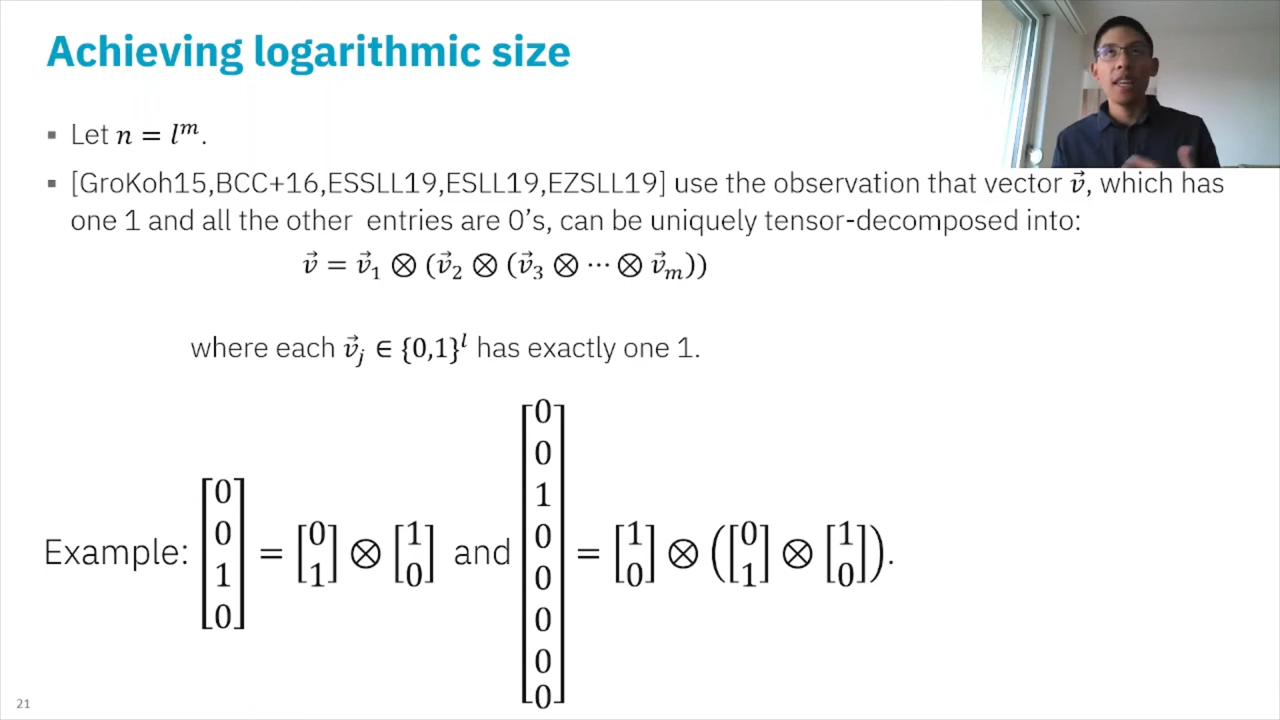 Achieving logarithmic size
▪ Let n = l^m.
▪ [GroKoh15,BCC+16,ESSLL19,ESLL19,EZSLL19] use the observation that vector v⃗, which has
one 1 and all the other entries are 0's, can be uniquely tensor-decomposed into:
v⃗ = v⃗₁ ⊗ (v⃗₂ ⊗ (v⃗₃ ⊗ ⋯ ⊗ v⃗ₘ))
where each v⃗ⱼ ∈ {0,1}^l has exactly one 1.
Example: [0 0 1 0] = [0 1] ⊗ [1 0] and [0 0 1 0 0 0 0 0] = [1 0] ⊗ ([0 1] ⊗ [1 0]).
21